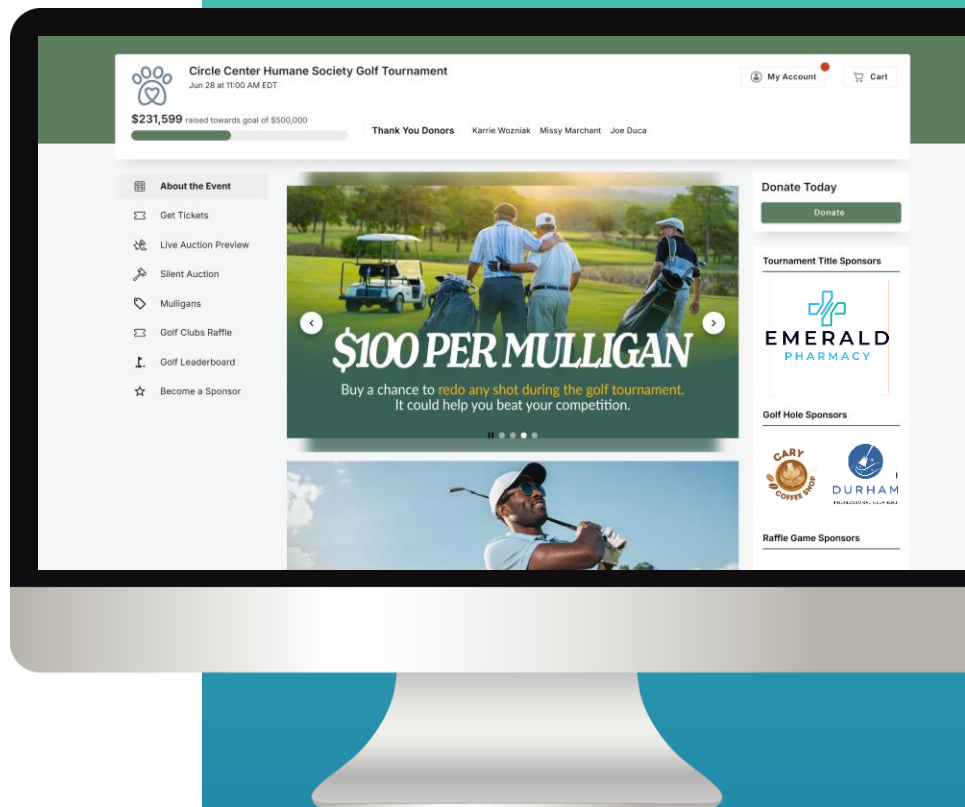 Circle Center Humane Society Golf Tournament
Jun 28 at 11:00 AM EDT
My Account
Cart
$231,599 raised towards goal of $500,000
Thank You Donors Karrie Wozniak Missy Marchant Joe Duca
About the Event
Get Tickets
Live Auction Preview
Silent Auction
Mulligans
Golf Clubs Raffle
Golf Leaderboard
Become a Sponsor
$100 PER MULLIGAN
Buy a chance to redo any shot during the golf tournament.
It could help you beat your competition.
Donate Today
Donate
Tournament Title Sponsors
EMERALD
PHARMACY
Golf Hole Sponsors
CARY
COFFEE SHOP
DURHAM
Raffle Game Sponsors